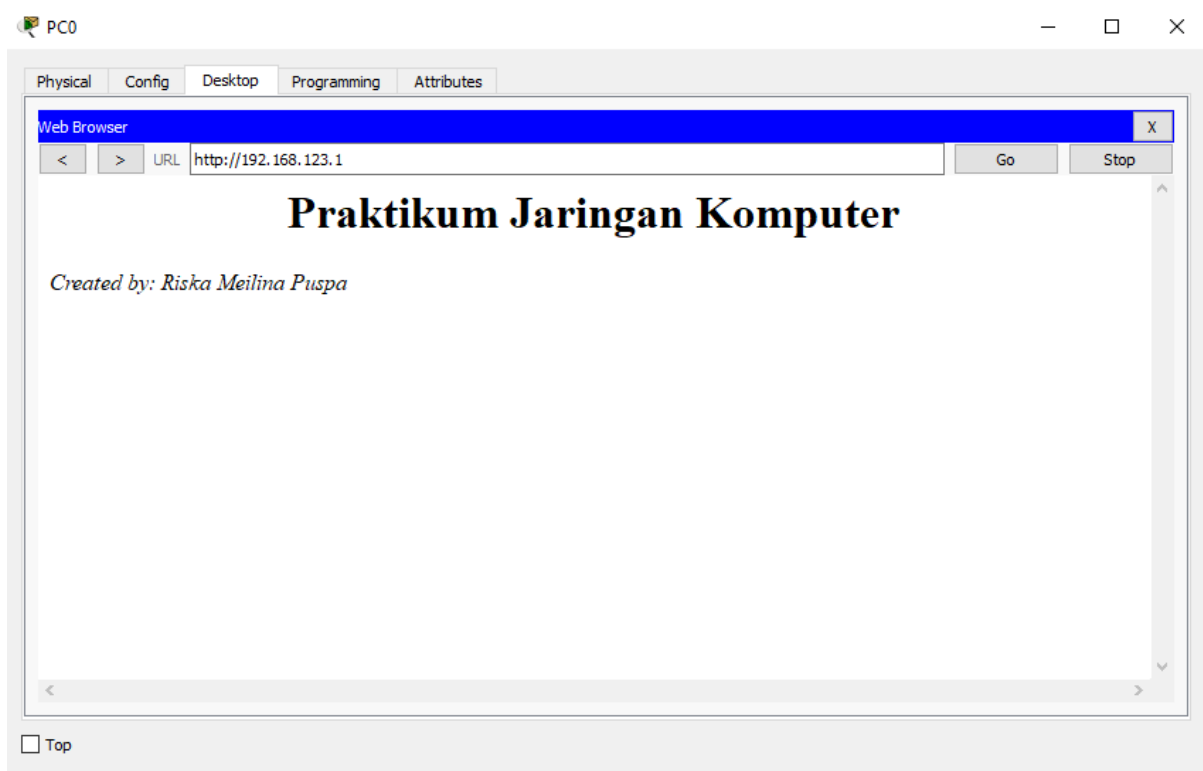 PC0
Physical Config Desktop Programming Attributes
Web Browser X
< > URL http://192.168.123.1 Go Stop
Praktikum Jaringan Komputer
Created by: Riska Meilina Puspa
Top